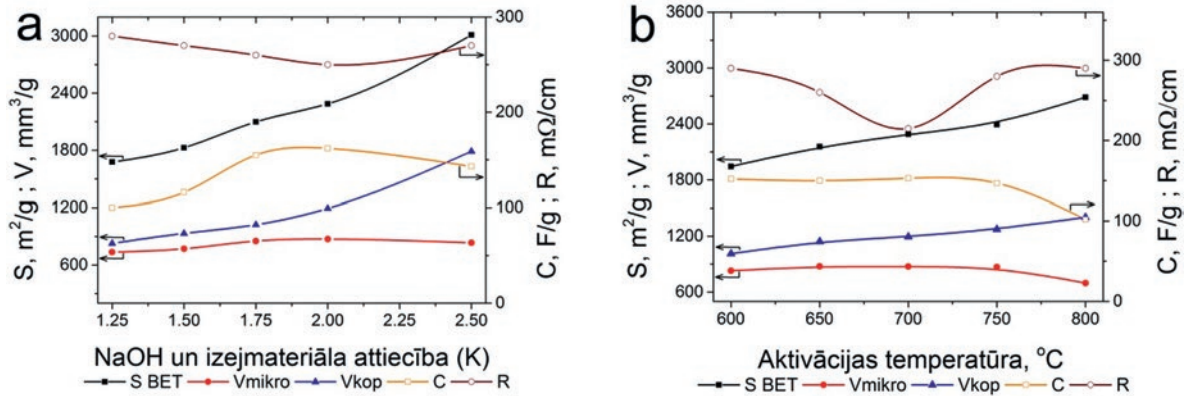 a
3000
2400
1800
1200
600
S, m²/g ; V, mm³/g
300
200
100
0
C, F/g ; R, mΩ/cm
1.25 1.50 1.75 2.00 2.25 2.50
NaOH un izejmateriāla attiecība (K)
S BET Vmikro Vkop C R
b
3600
3000
2400
1800
1200
600
S, m²/g ; V, mm³/g
300
200
100
0
C, F/g ; R, mΩ/cm
600 650 700 750 800
Aktivācijas temperatūra, °C
S BET Vmikro Vkop C R